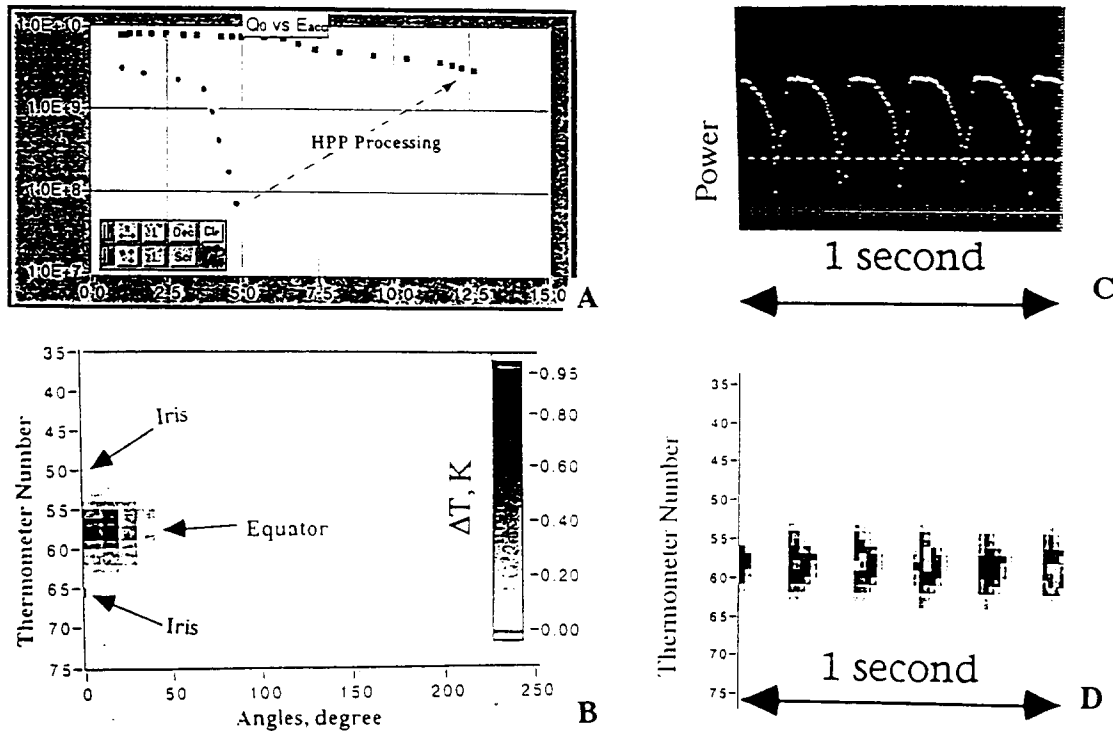 Q0 vs Eacc
1.0E+10
1.0E+9
1.0E+8
1.0E+7
HPP Processing
0.0 2.5 5.0 7.5 10.0 12.5 15.0
A
Power
1 second
C
Thermometer Number
35
40
45
50
55
60
65
70
75
Iris
Equator
Iris
0 50 100 150 200 250
Angles, degree
ΔT, K
0.95
0.80
0.60
0.40
0.20
0.00
B
Thermometer Number
35
40
45
50
55
60
65
70
75
1 second
D